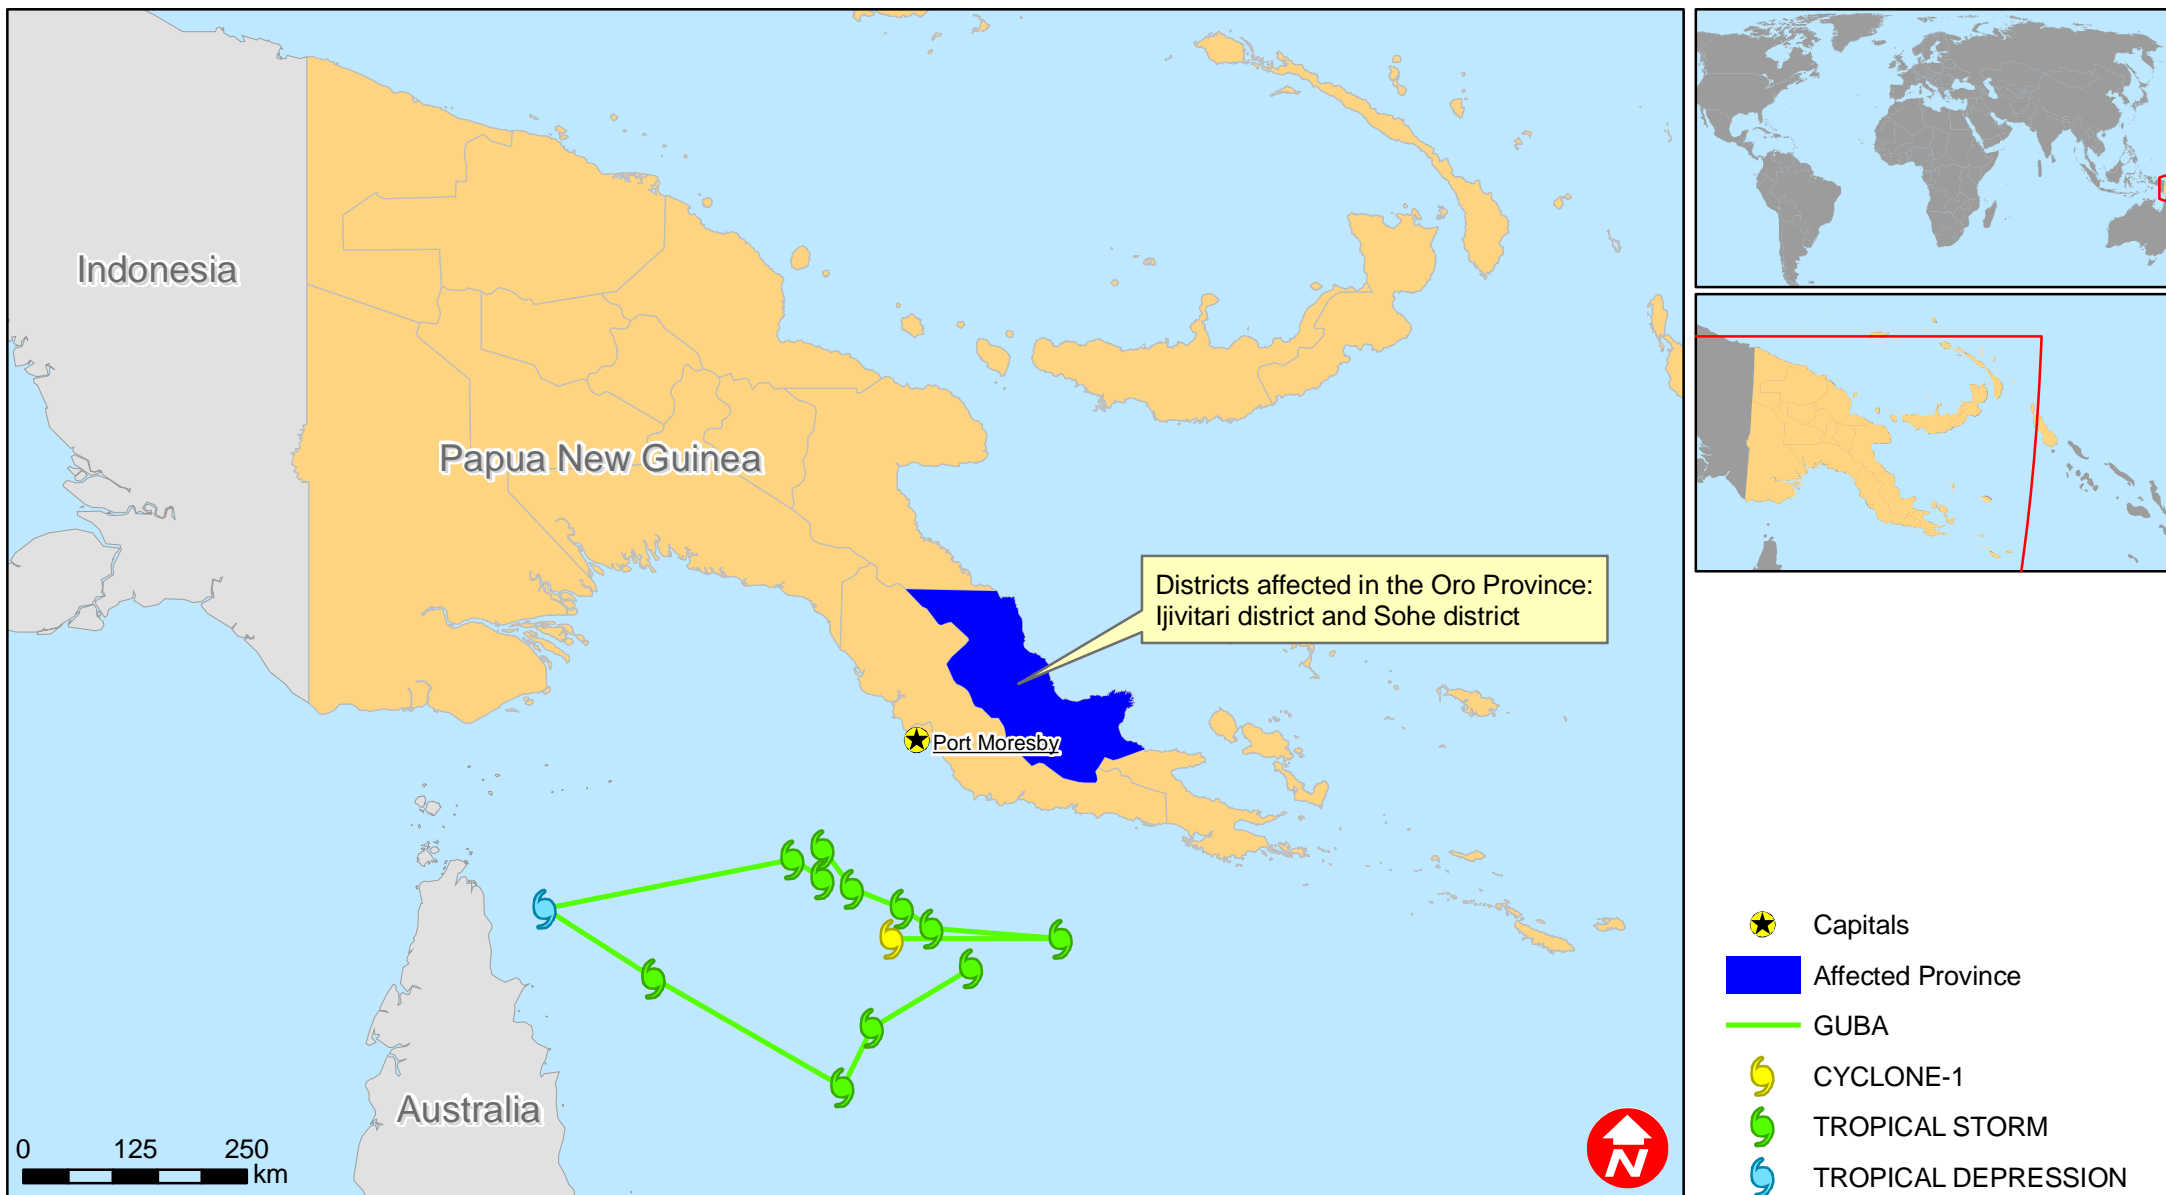 Indonesia
Papua New Guinea
Districts affected in the Oro Province:
Ijivitari district and Sohe district
Port Moresby
Australia
0 125 250
km
N
Capitals
Affected Province
GUBA
CYCLONE-1
TROPICAL STORM
TROPICAL DEPRESSION